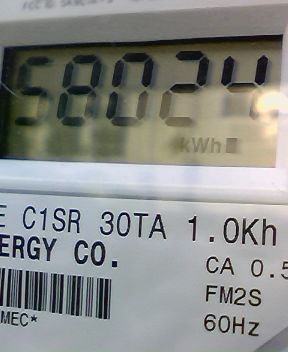 58024
kWh
E C1SR 30TA 1.0Kh
ERGY CO.
CA 0.5
FM2S
MEC*
60Hz